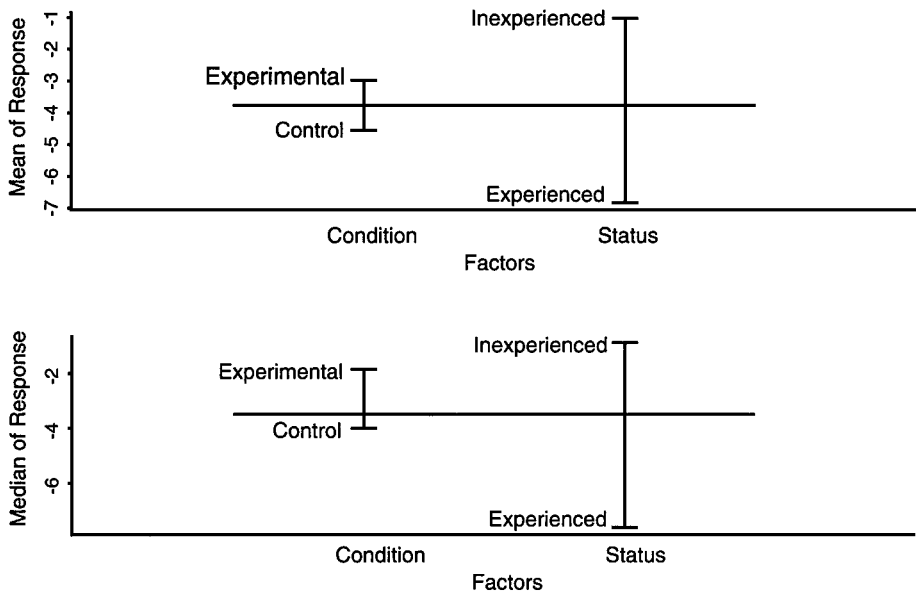 Mean of Response
-1
-2
-3
-4
-5
-6
-7
Inexperienced
Experimental
Control
Experienced
Condition Status
Factors
Median of Response
-2
-4
-6
Inexperienced
Experimental
Control
Experienced
Condition Status
Factors